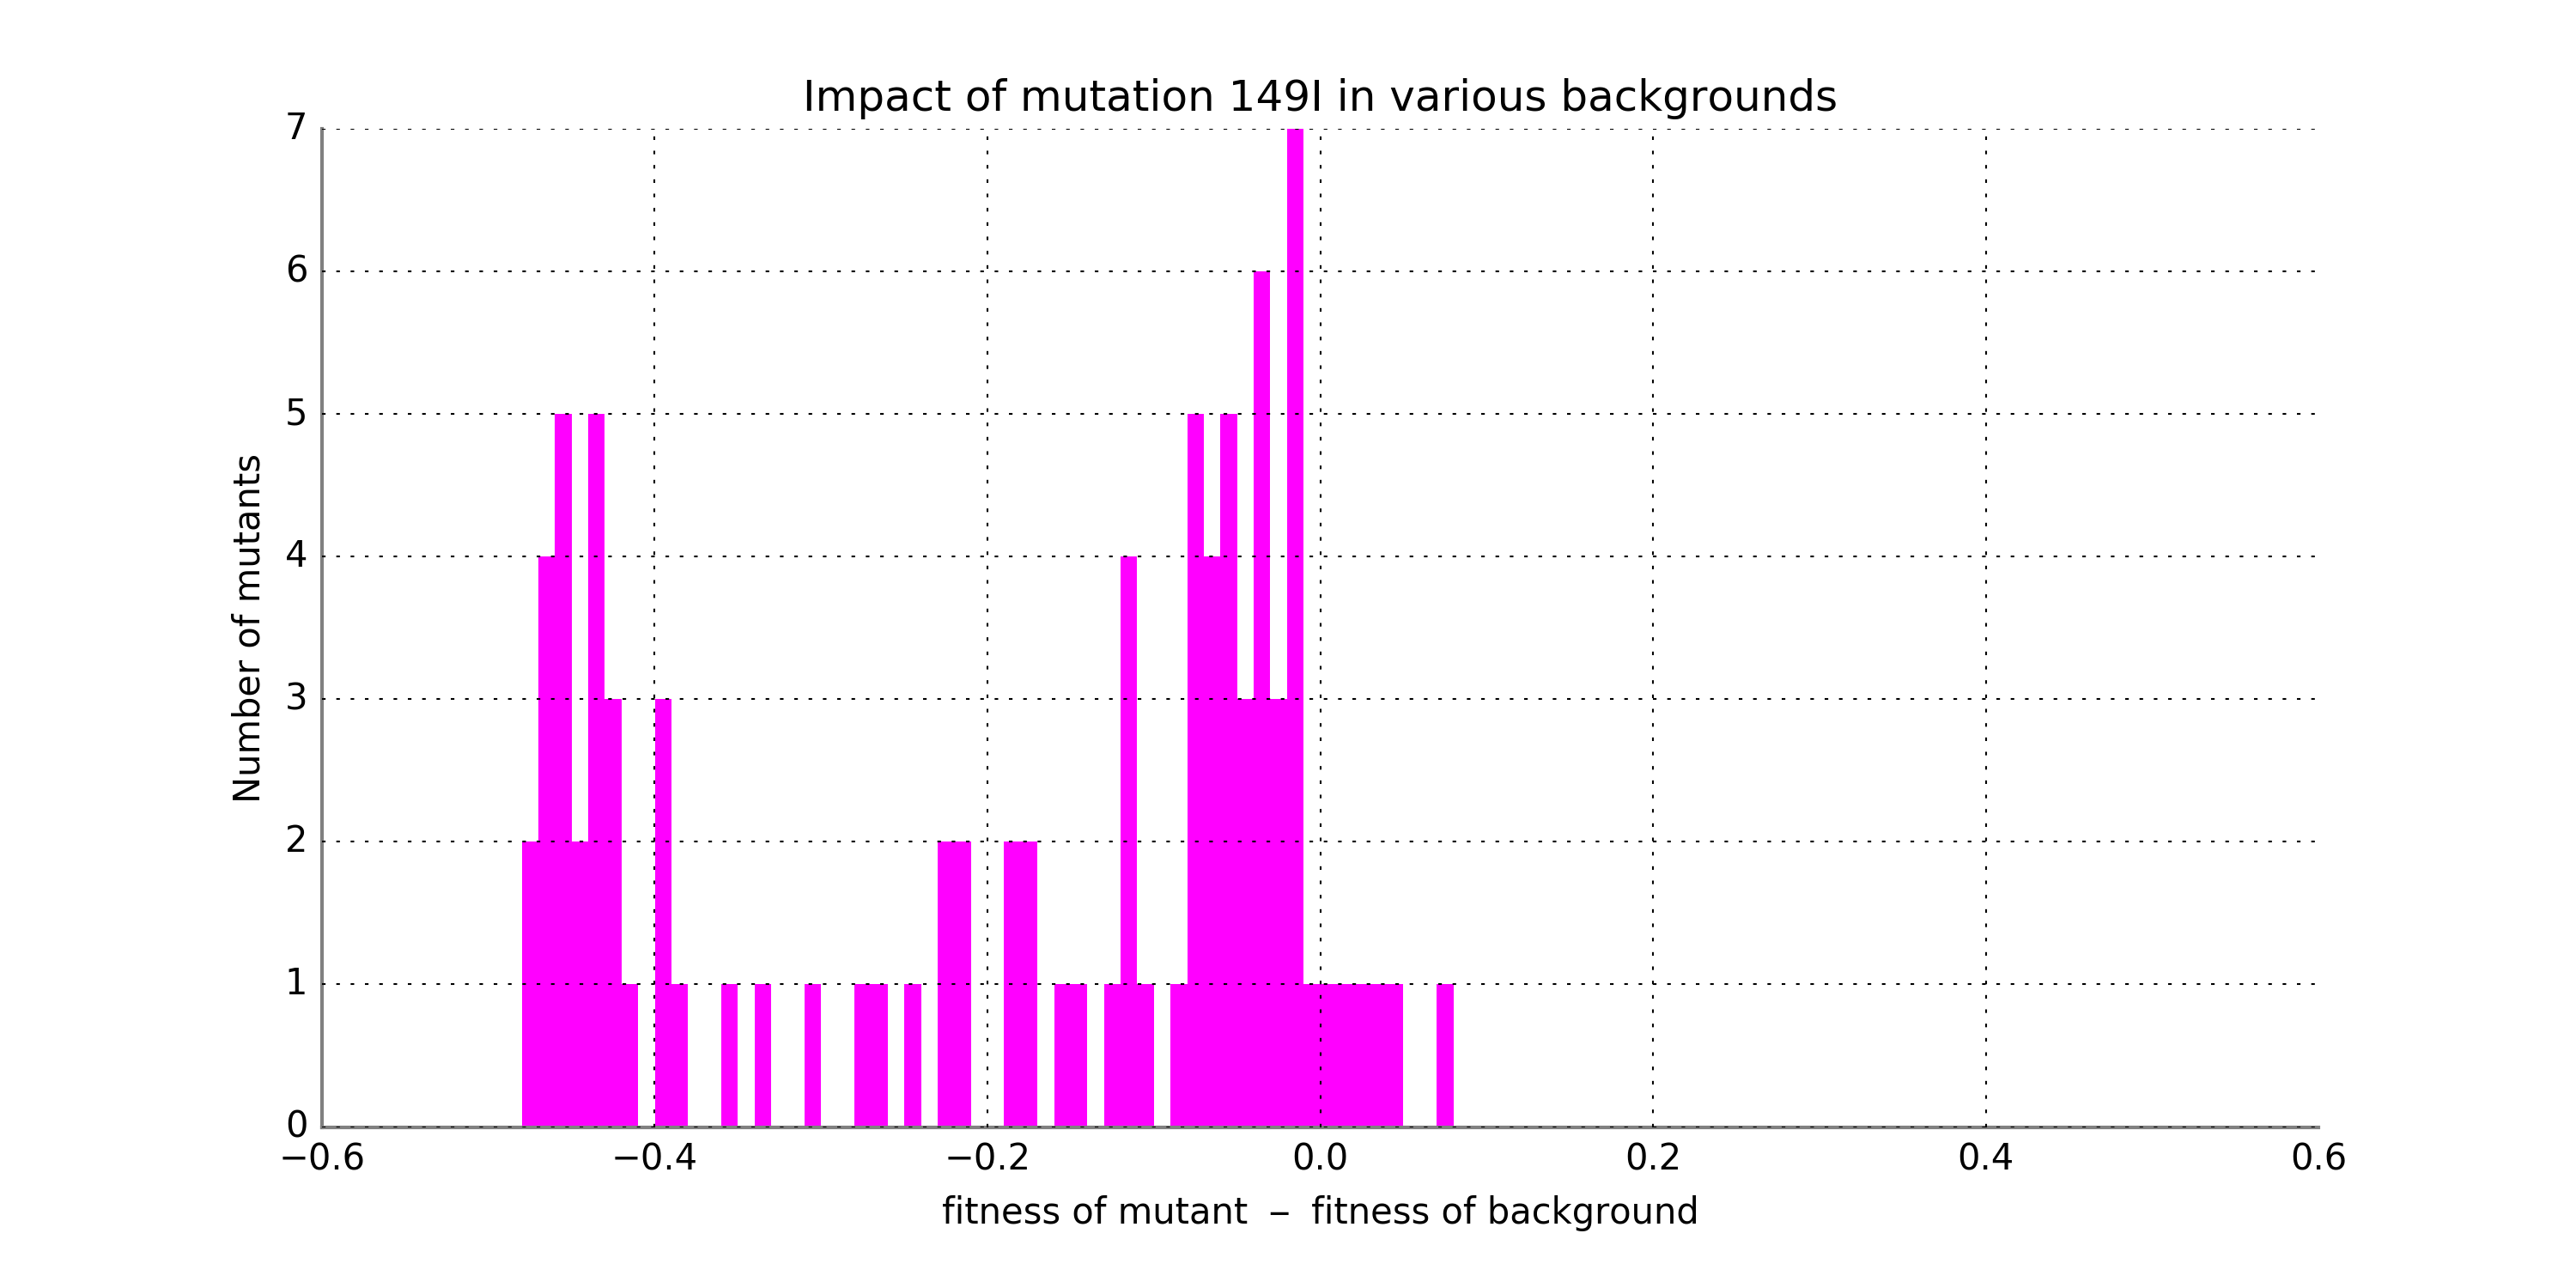 Impact of mutation 149I in various backgrounds
7
6
5
4
3
2
1
0
Number of mutants
−0.6 −0.4 −0.2 0.0 0.2 0.4 0.6
fitness of mutant − fitness of background